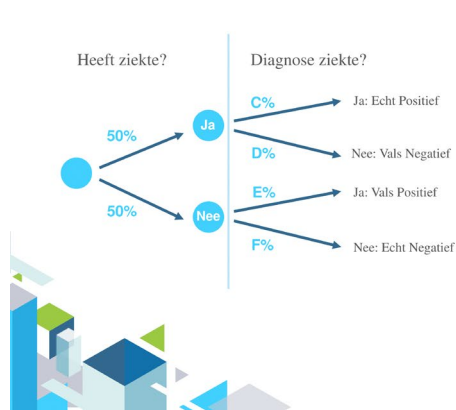 Heeft ziekte?
Diagnose ziekte?
50%
50%
Ja
Nee
C%
Ja: Echt Positief
D%
Nee: Vals Negatief
E%
Ja: Vals Positief
F%
Nee: Echt Negatief